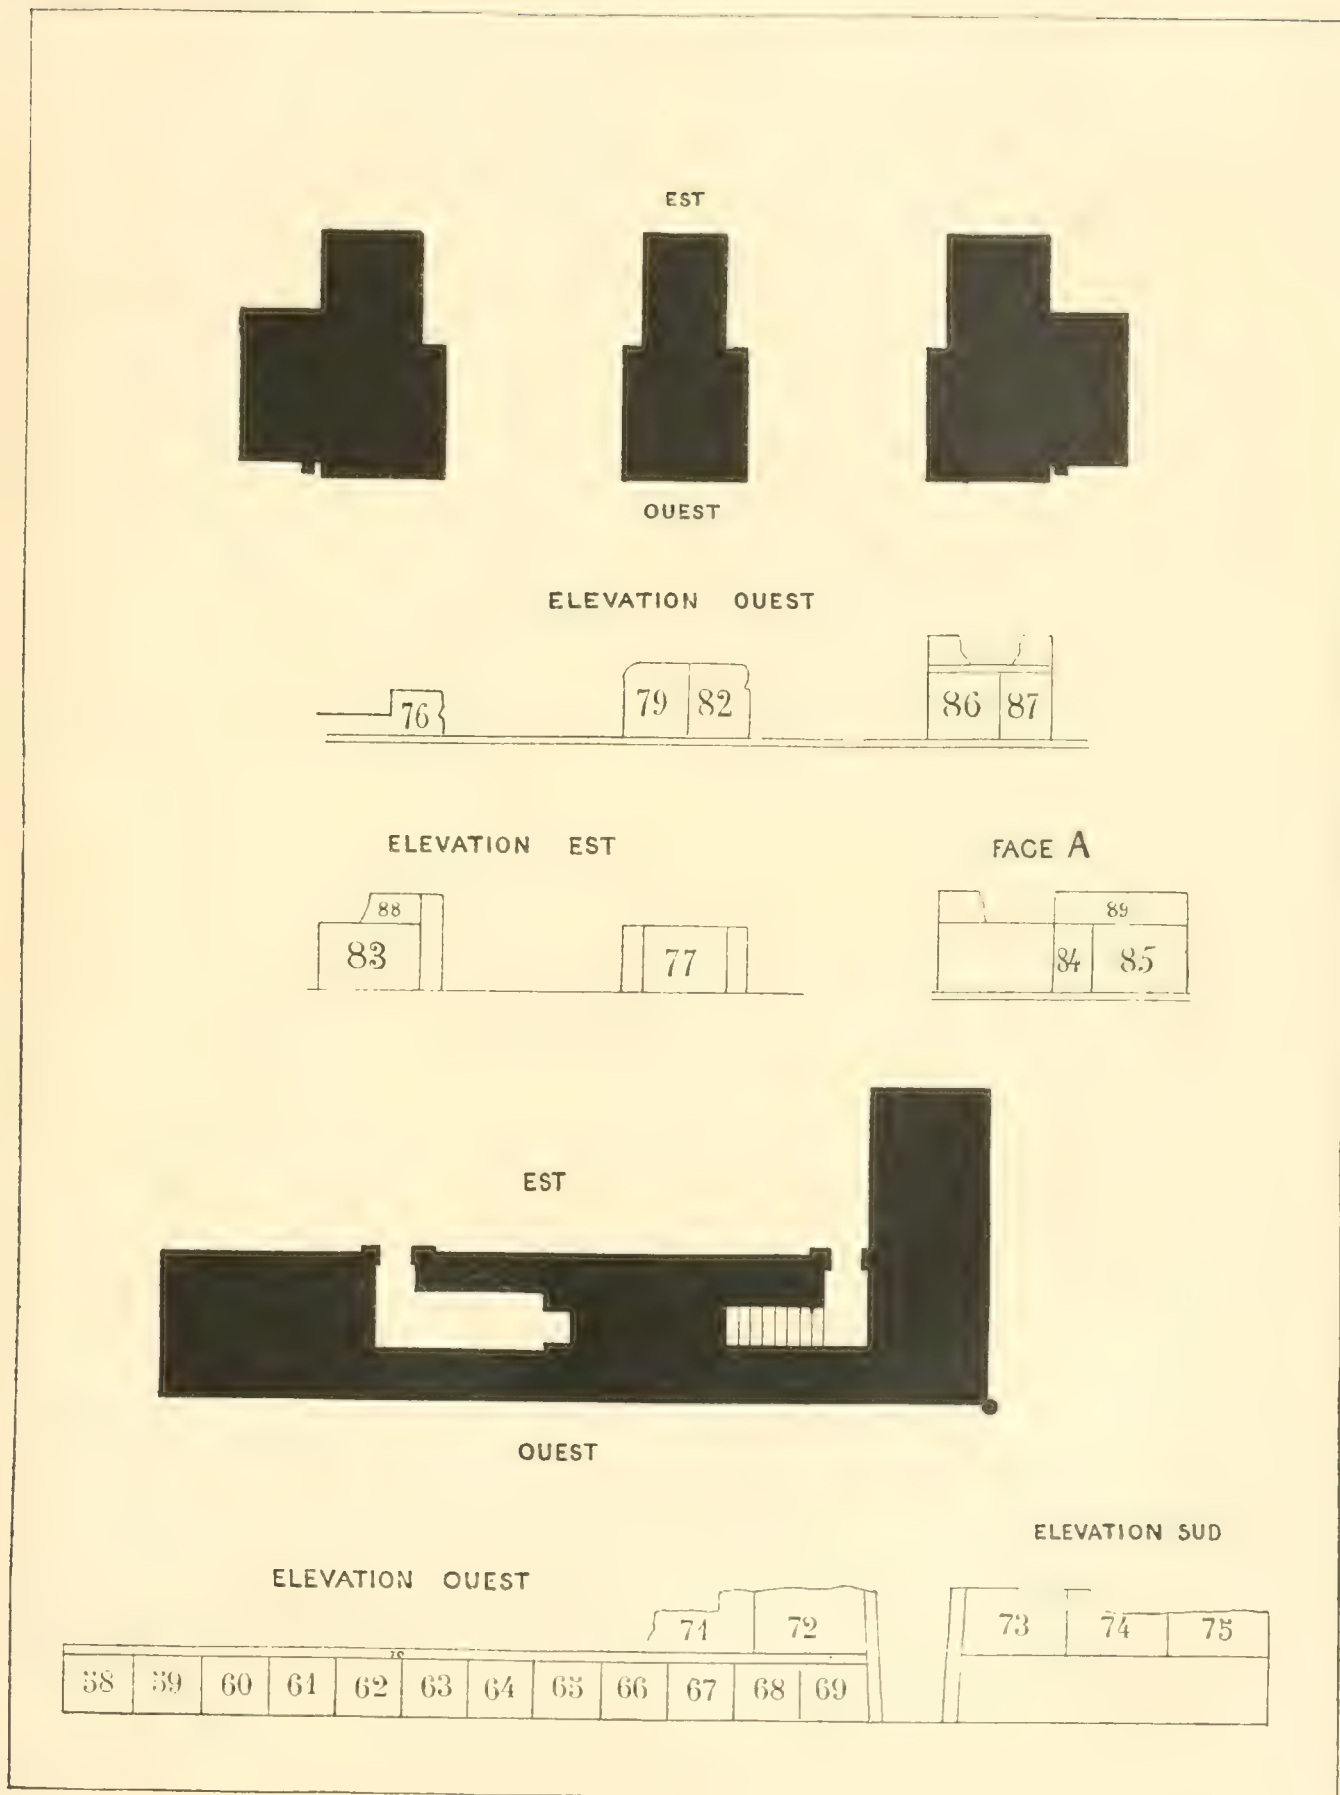 EST
OUEST
ELEVATION OUEST
76 79 82 86 87
ELEVATION EST
FACE A
88 89
83 77 84 85
EST
OUEST
ELEVATION SUD
ELEVATION OUEST
71 72 73 74 75
70
58 59 60 61 62 63 64 65 66 67 68 69